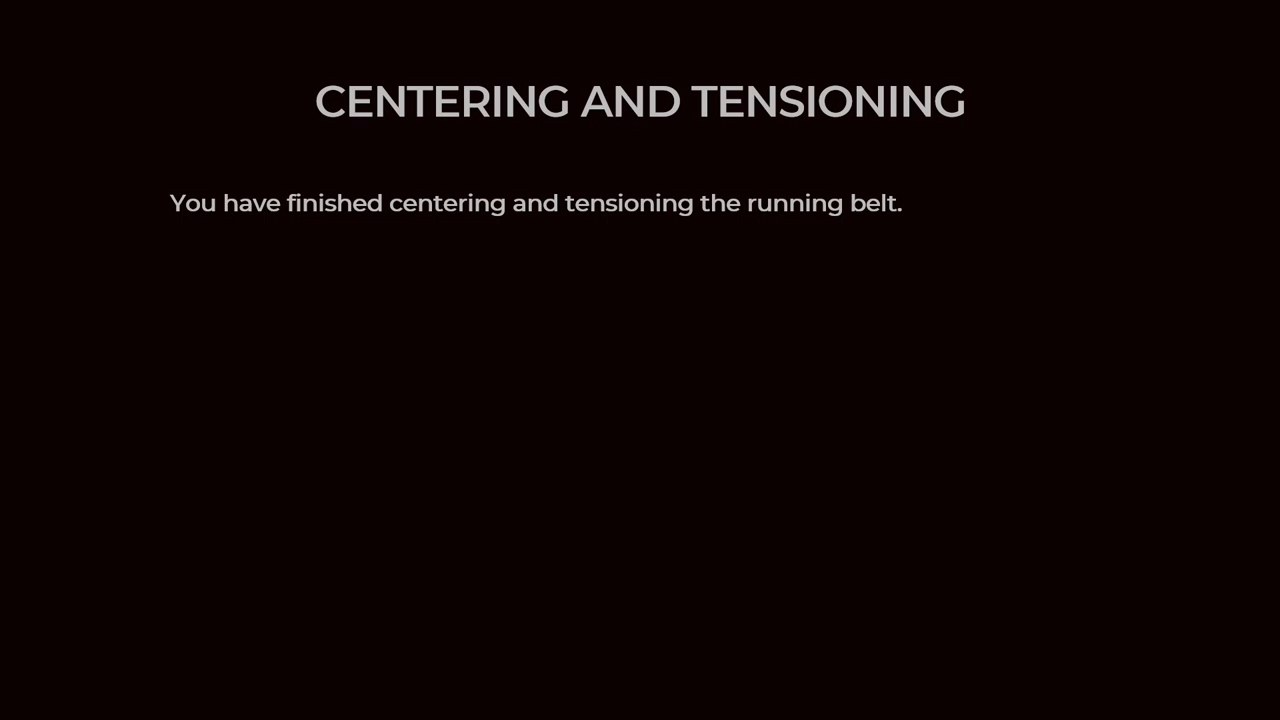 CENTERING AND TENSIONING
You have finished centering and tensioning the running belt.